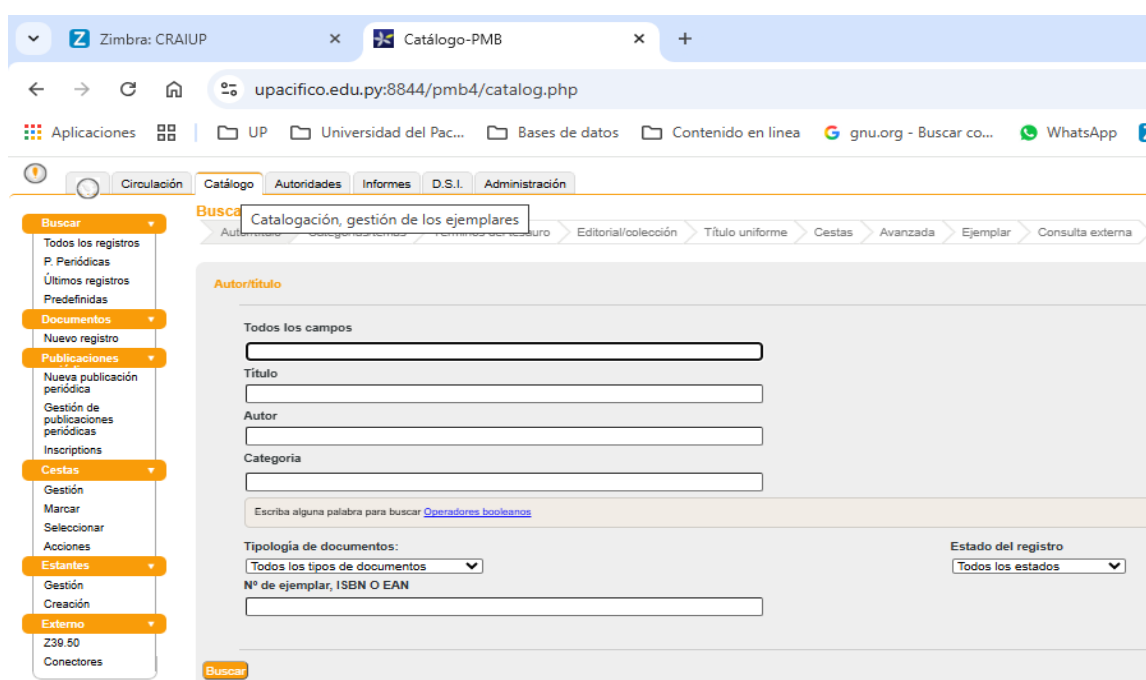 Zimbra: CRAIUP
Catálogo-PMB
upacifico.edu.py:8844/pmb4/catalog.php
Aplicaciones UP Universidad del Pac... Bases de datos Contenido en linea gnu.org - Buscar co... WhatsApp
Circulación Catálogo Autoridades Informes D.S.I. Administración
Catalogación, gestión de los ejemplares
Editorial/colección Título uniforme Cestas Avanzada Ejemplar Consulta externa
Buscar
Todos los registros
P. Periódicas
Últimos registros
Predefinidas
Documentos
Nuevo registro
Publicaciones
Nueva publicación
periódica
Gestión de
publicaciones
periódicas
Inscriptions
Cestas
Gestión
Marcar
Seleccionar
Acciones
Estantes
Gestión
Creación
Externo
Z39.50
Conectores
Autor/título
Todos los campos
Título
Autor
Categoría
Escriba alguna palabra para buscar Operadores booleanos
Tipología de documentos:
Todos los tipos de documentos
Estado del registro
Todos los estados
Nº de ejemplar, ISBN O EAN
Buscar